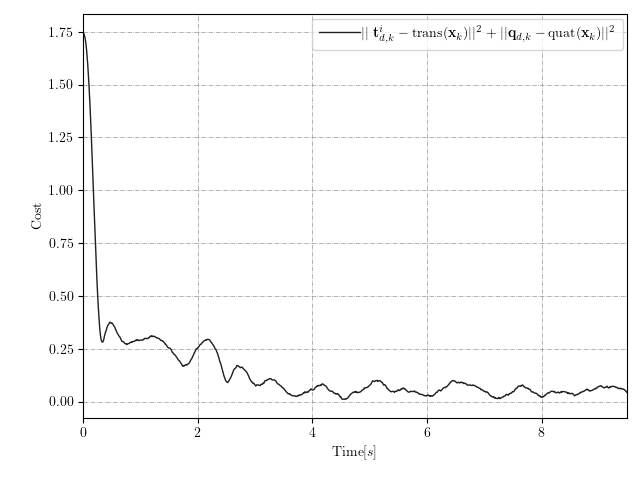 || t^i_{d,k} − trans(x_k)||^2 + ||q_{d,k} − quat(x_k)||^2
1.75
1.50
1.25
1.00
0.75
0.50
0.25
0.00
Cost
0 2 4 6 8
Time[s]